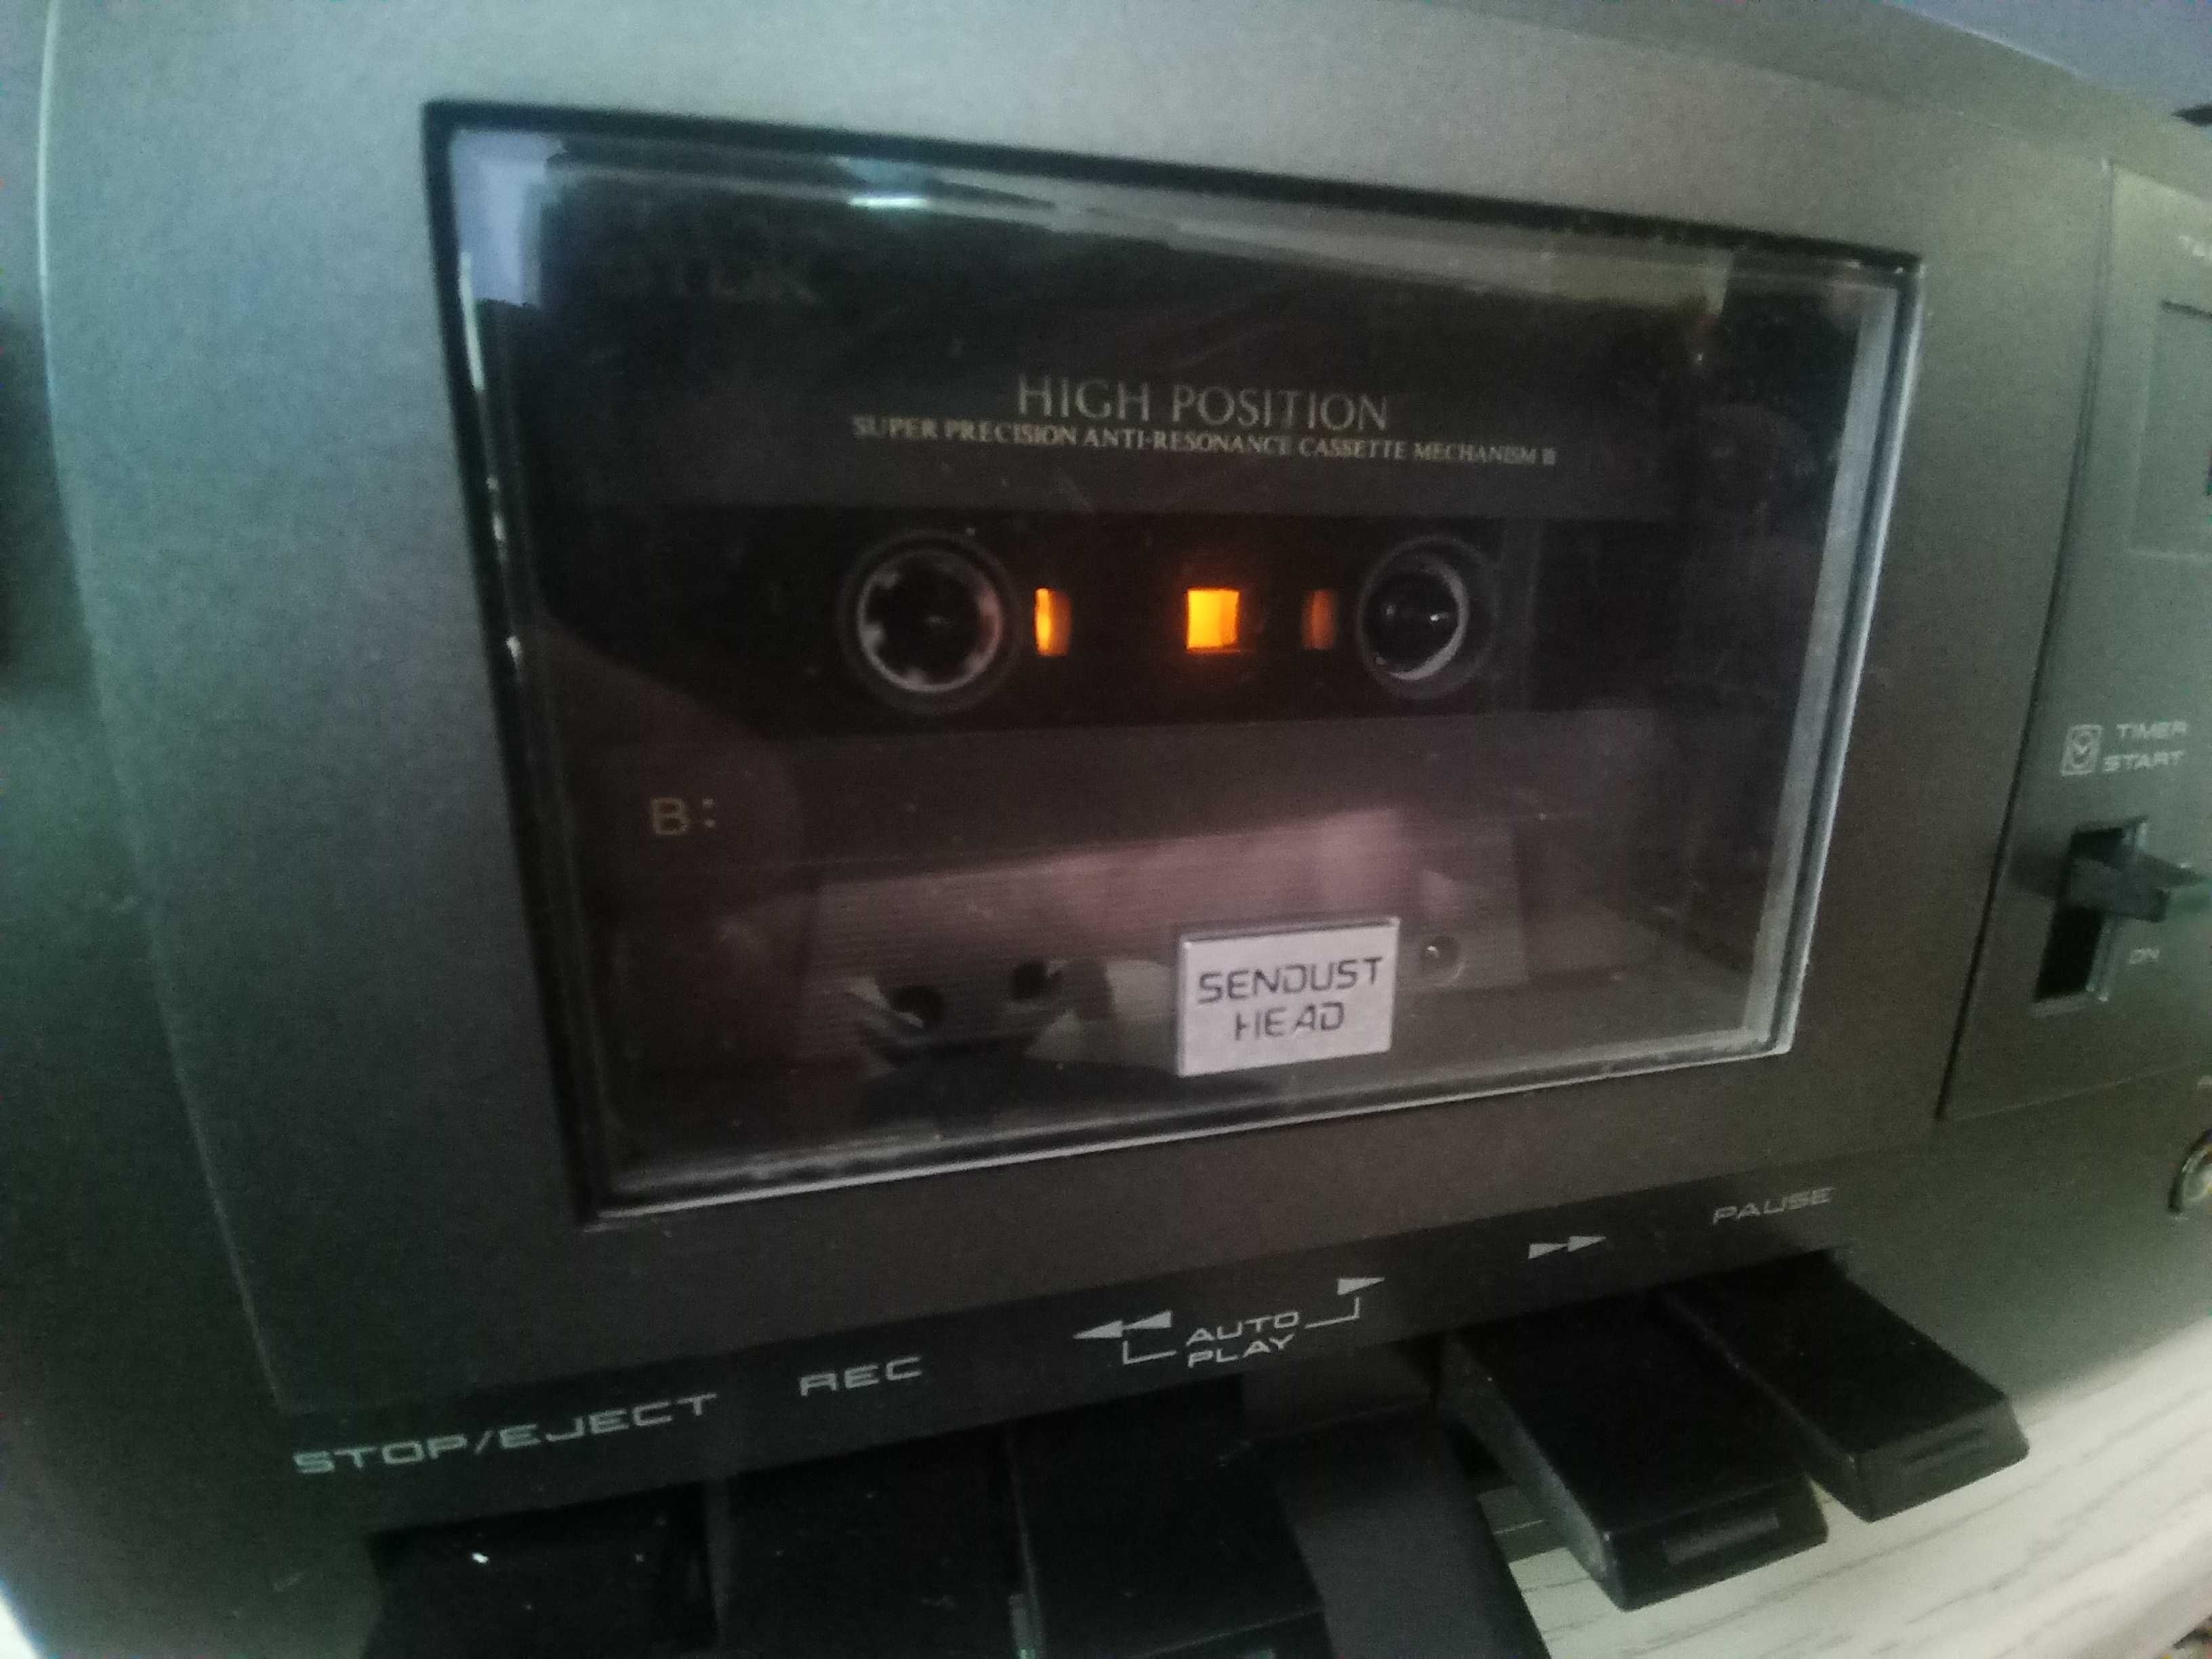 TDK
HIGH POSITION
SUPER PRECISION ANTI-RESONANCE CASSETTE MECHANISM II
B:
SENDUST
HEAD
TIMER
START
ON
STOP/EJECT
REC
AUTO
PLAY
PAUSE